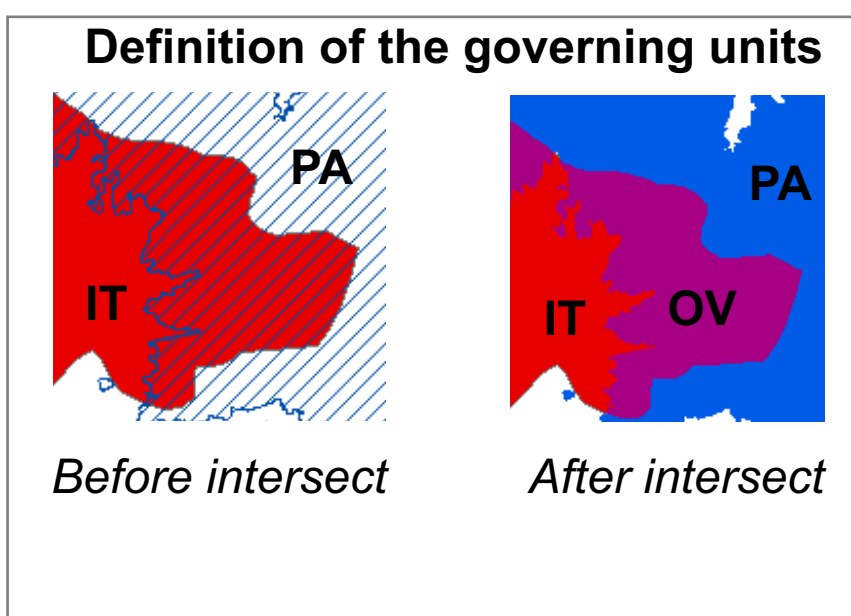 Definition of the governing units
PA
IT
PA
IT
OV
Before intersect
After intersect